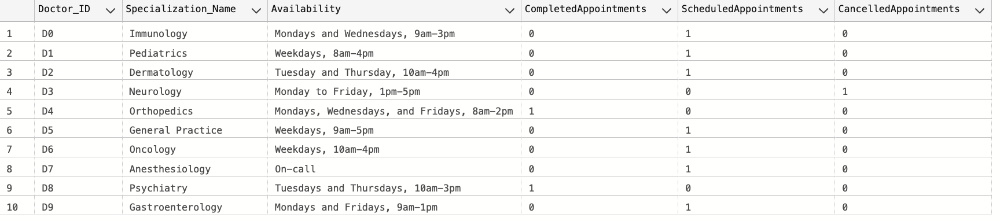 Doctor_ID Specialization_Name Availability CompletedAppointments ScheduledAppointments CancelledAppointments
1 D0 Immunology Mondays and Wednesdays, 9am-3pm 0 1 0
2 D1 Pediatrics Weekdays, 8am-4pm 0 1 0
3 D2 Dermatology Tuesday and Thursday, 10am-4pm 0 1 0
4 D3 Neurology Monday to Friday, 1pm-5pm 0 0 1
5 D4 Orthopedics Mondays, Wednesdays, and Fridays, 8am-2pm 1 0 0
6 D5 General Practice Weekdays, 9am-5pm 0 1 0
7 D6 Oncology Weekdays, 10am-4pm 0 1 0
8 D7 Anesthesiology On-call 0 1 0
9 D8 Psychiatry Tuesdays and Thursdays, 10am-3pm 1 0 0
10 D9 Gastroenterology Mondays and Fridays, 9am-1pm 0 1 0